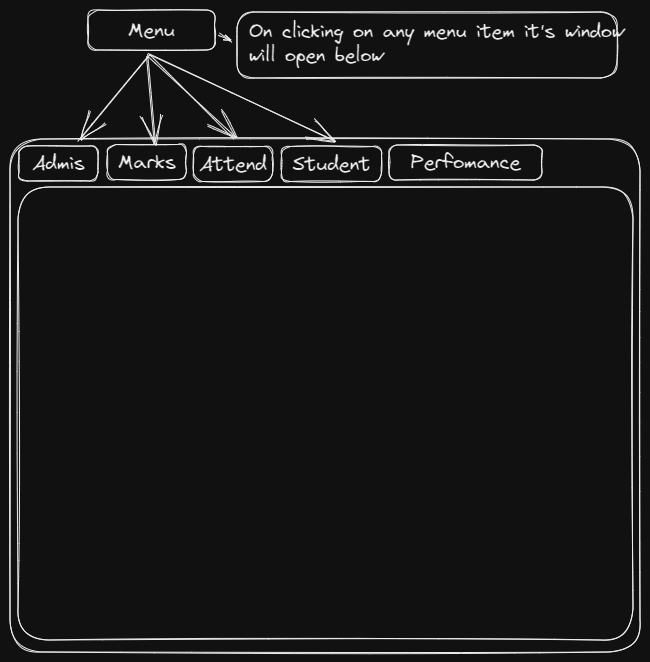 Menu
On clicking on any menu item it's window
will open below
Admis
Marks
Attend
Student
Perfomance